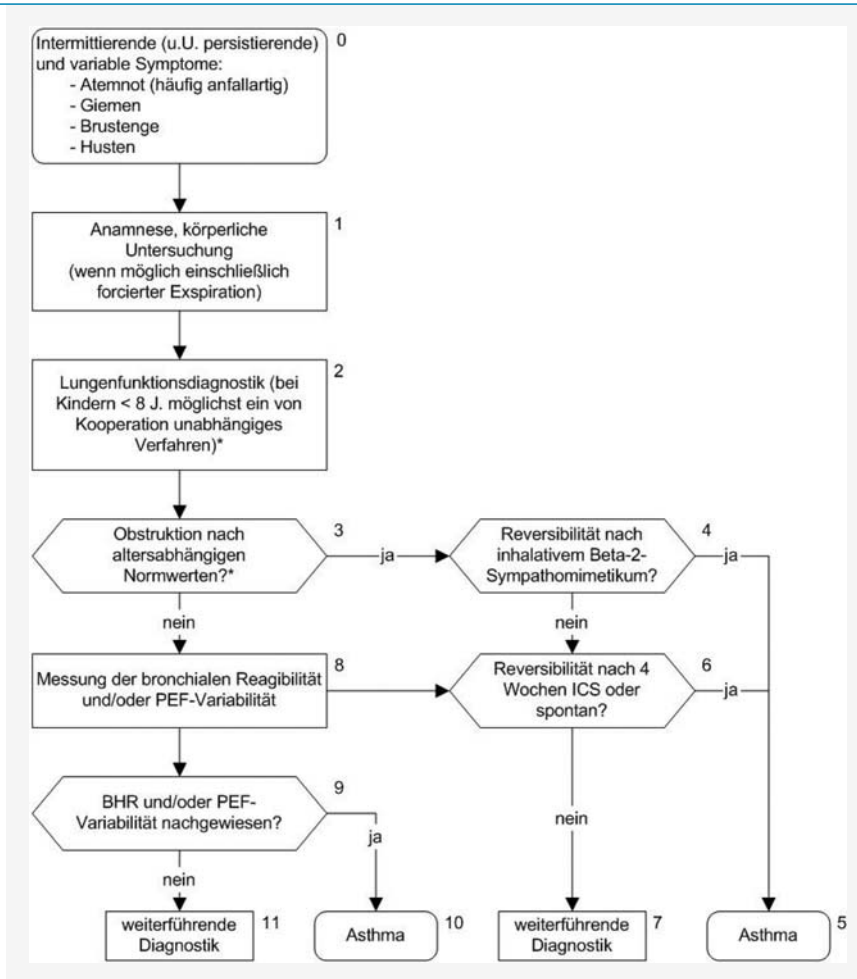 Intermittierende (u.U. persistierende)
und variable Symptome:
- Atemnot (häufig anfallartig)
- Giemen
- Brustenge
- Husten
0
Anamnese, körperliche
Untersuchung
(wenn möglich einschließlich
forcierter Exspiration)
1
Lungenfunktionsdiagnostik (bei
Kindern < 8 J. möglichst ein von
Kooperation unabhängiges
Verfahren)*
2
Obstruktion nach
altersabhängigen
Normwerten?*
3
ja
Reversibilität nach
inhalativem Beta-2-
Sympathomimetikum?
4
ja
nein
nein
Messung der bronchialen Reagibilität
und/oder PEF-Variabilität
8
Reversibilität nach 4
Wochen ICS oder
spontan?
6
ja
BHR und/oder PEF-
Variabilität nachgewiesen?
9
ja
nein
nein
weiterführende
Diagnostik
11
Asthma
10
weiterführende
Diagnostik
7
Asthma
5